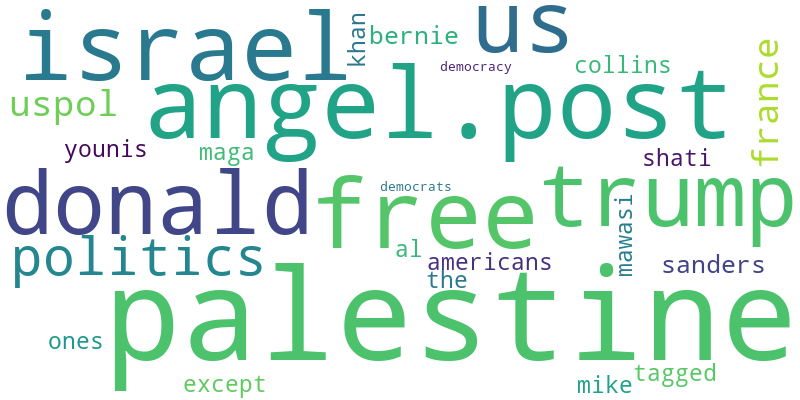 israel
khan
bernie
us
democracy
collins
france
uspol
angel.post
younis
maga
shati
donald
democrats
free
trump
politics
al
americans
the
mawasi
sanders
palestine
ones
except
mike
tagged